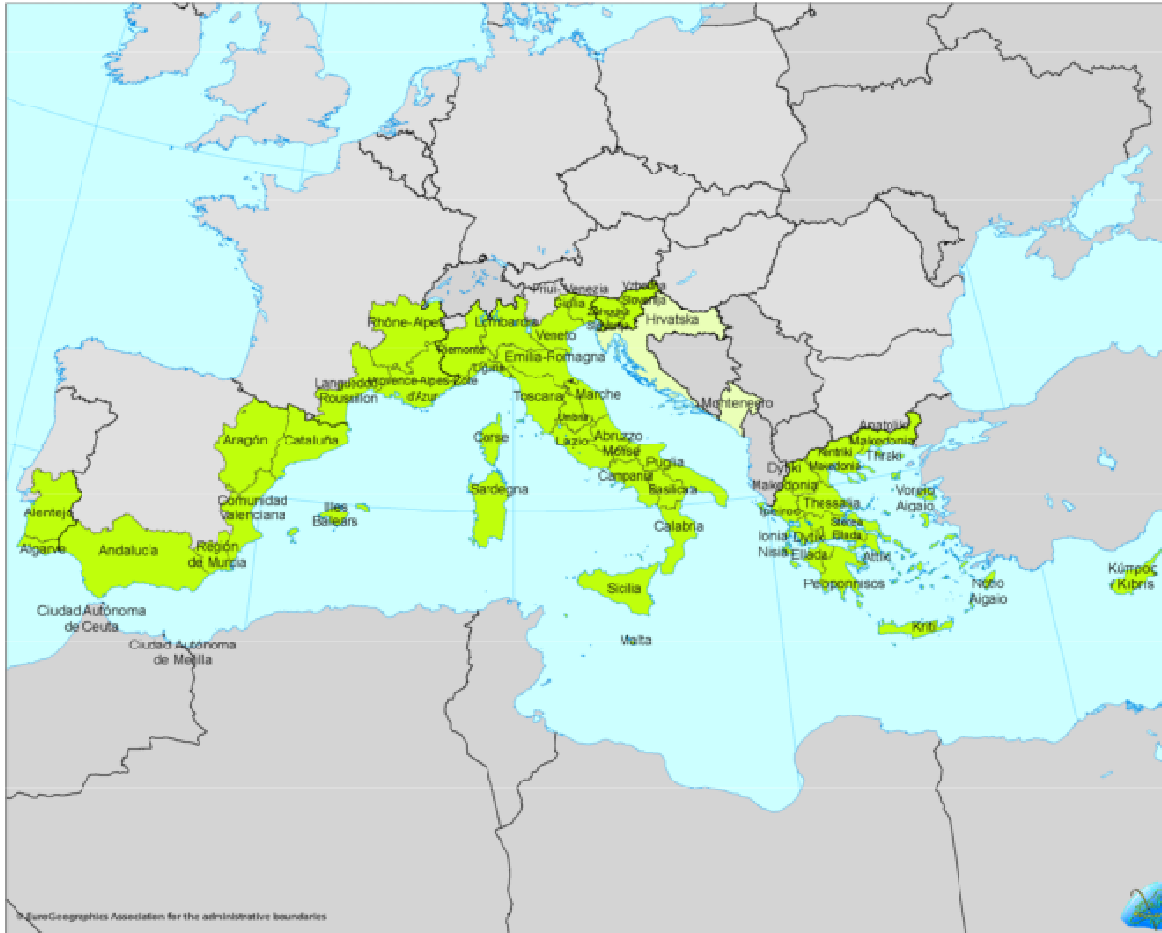 Friul- Venezia
Giulia
Vzhodna
Slovenija
Zahodna
Slovenija
Hrvatska
Rhône-Alpes
Lombardia
Veneto
Piemonte
Emilia-Romagna
Liguria
Languedoc-
Roussillon
Provence-Alpes-Côte
d'Azur
Toscana
Marche
Umbria
Montenegro
Corse
Lazio
Abruzzo
Molise
Puglia
Campania
Basilicata
Sardegna
Calabria
Sicilia
Malta
Aragón
Cataluña
Comunidad
Valenciana
Illes
Balears
Alentejo
Algarve
Andalucia
Región
de Murcia
Ciudad Autónoma
de Ceuta
Ciudad Autónoma
de Melilla
Anatoliki
Makedonia
Thraki
Kentriki
Makedonia
Dytiki
Makedonia
Thessalia
Voreio
Aigaio
Ipeiros
Sterea
Ellada
Ionia
Nisia
Dytiki
Ellada
Attiki
Peloponnisos
Notio
Aigaio
Kriti
Κύπρος
/ Kıbrıs
© EuroGeographics Association for the administrative boundaries